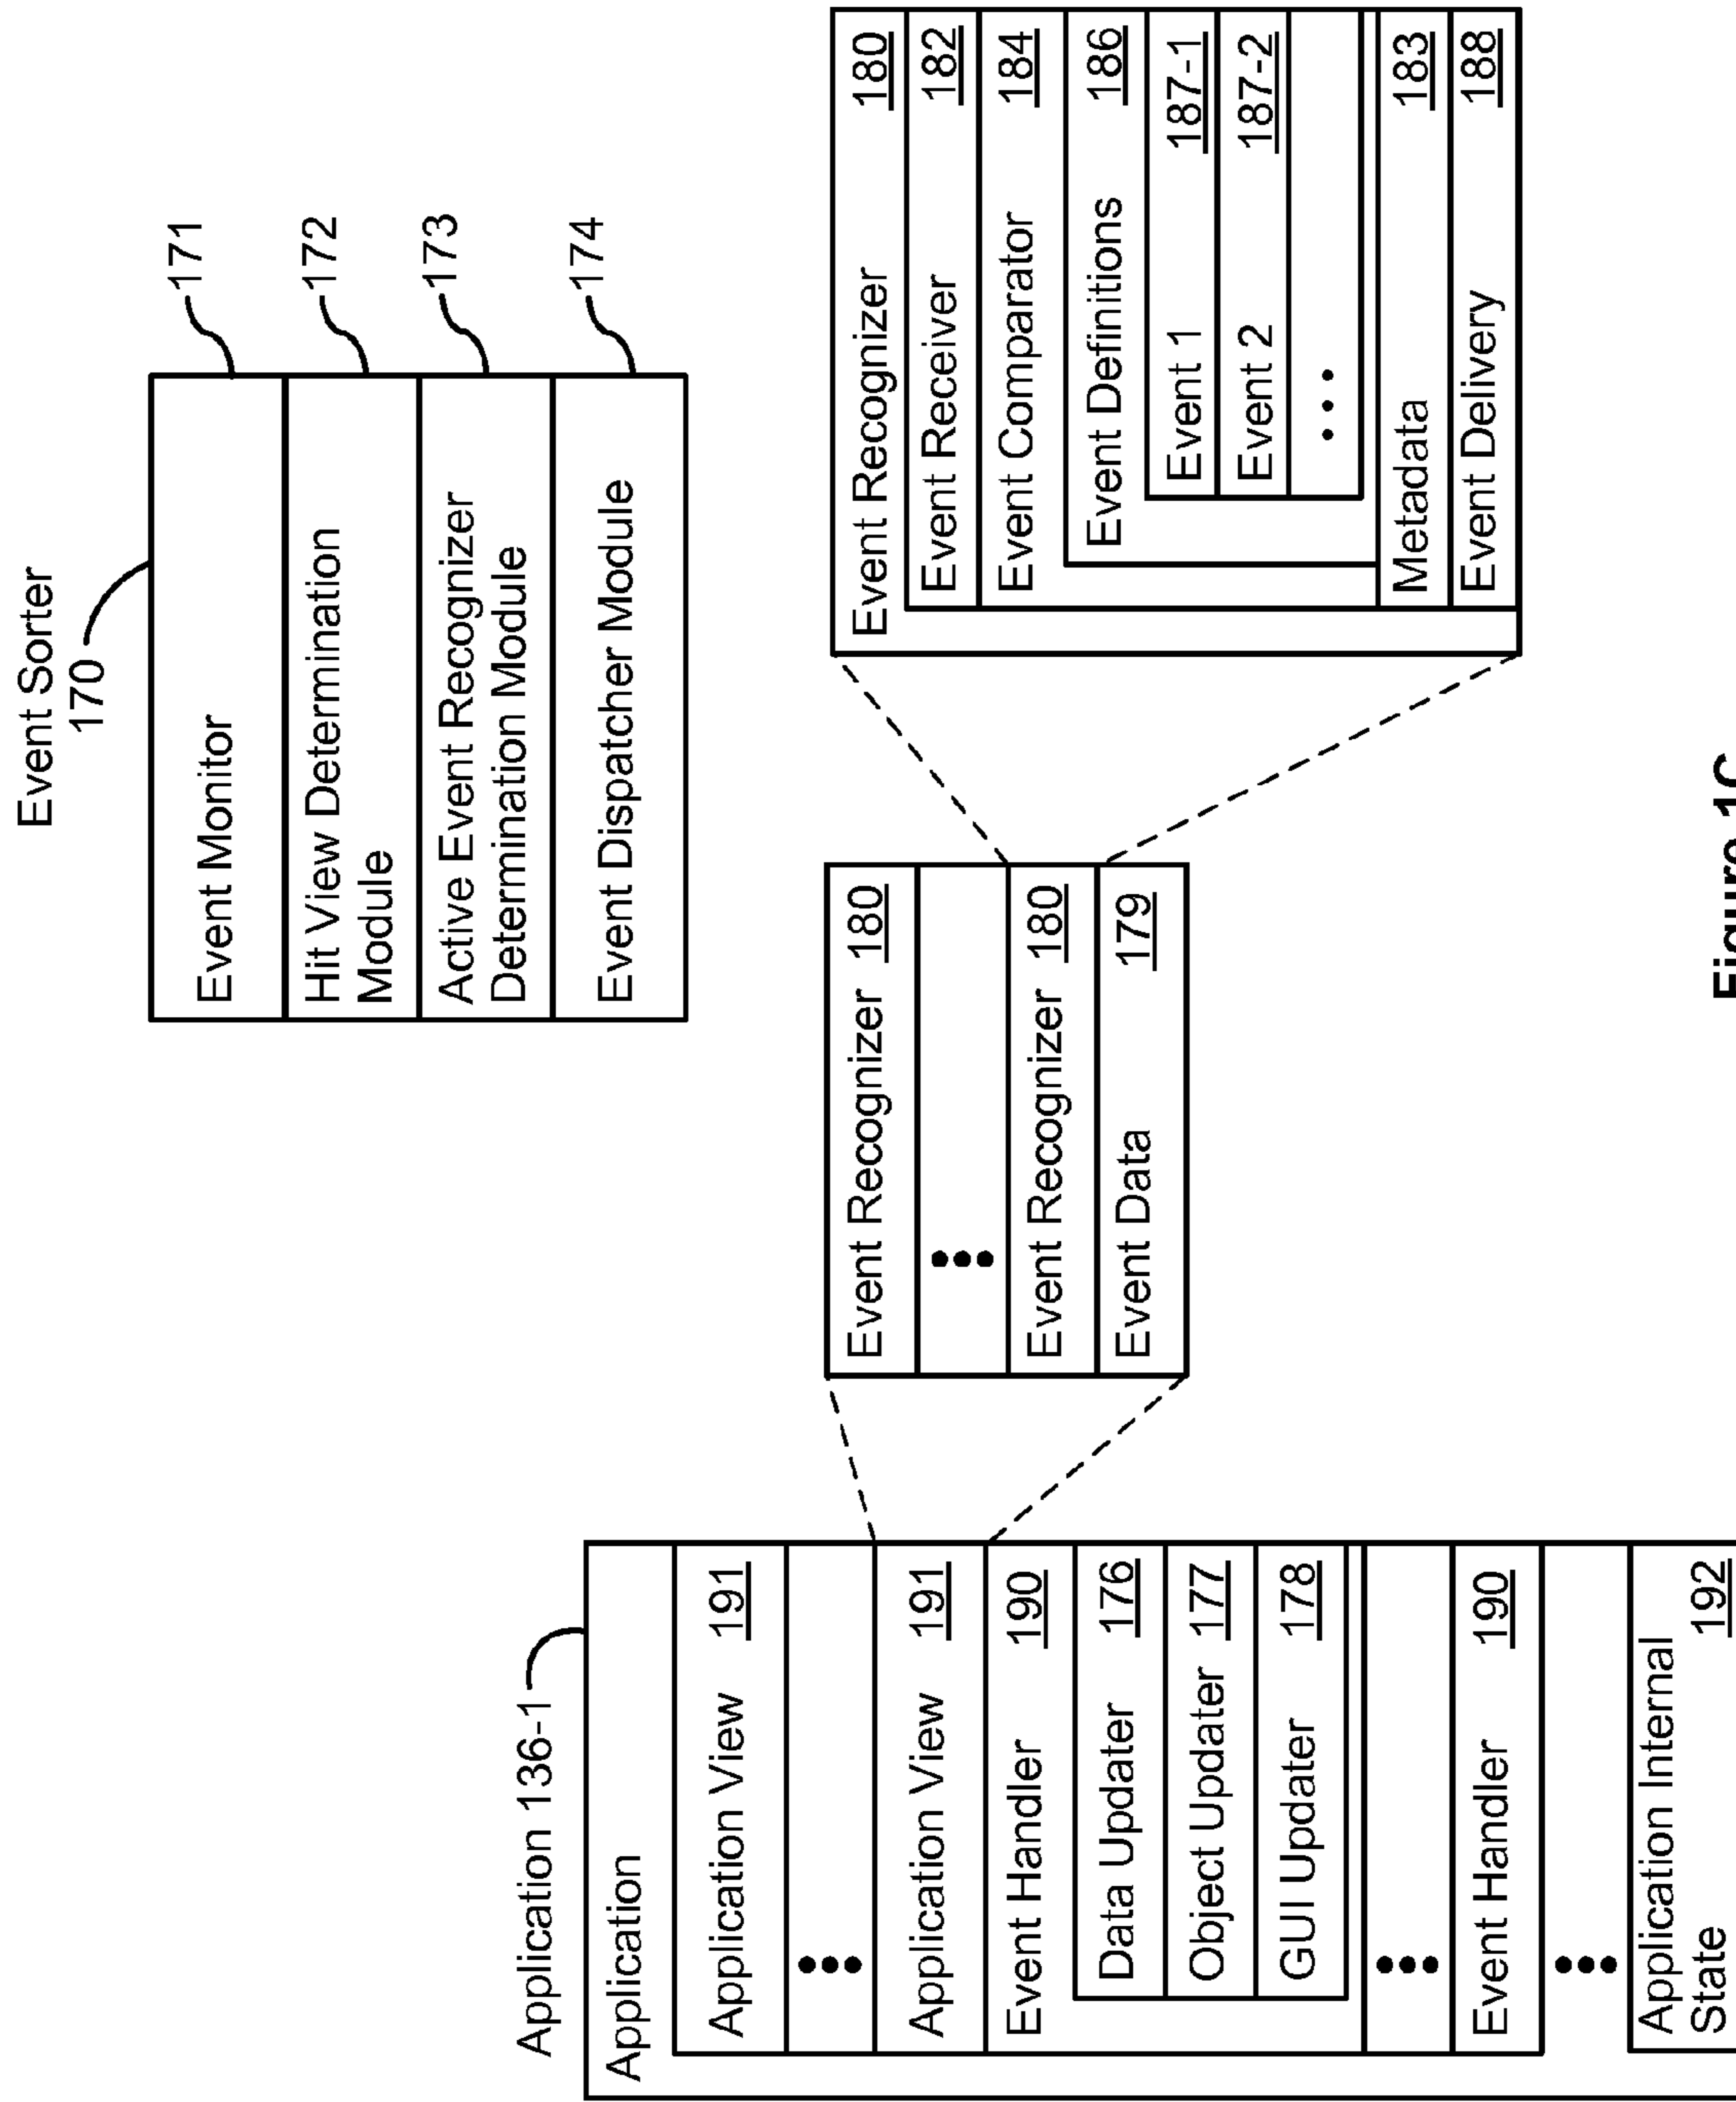 Event Sorter
170
Event Monitor
171
Hit View Determination
Module
172
Active Event Recognizer
Determination Module
173
Event Dispatcher Module
174
Application 136-1
Application
Application View 191
•••
Application View 191
Event Handler 190
Data Updater 176
Object Updater 177
GUI Updater 178
•••
Event Handler 190
•••
Application Internal
State 192
Event Recognizer 180
•••
Event Recognizer 180
Event Data 179
Event Recognizer 180
Event Receiver 182
Event Comparator 184
Event Definitions 186
Event 1 187-1
Event 2 187-2
•••
Metadata 183
Event Delivery 188
Figure 1C